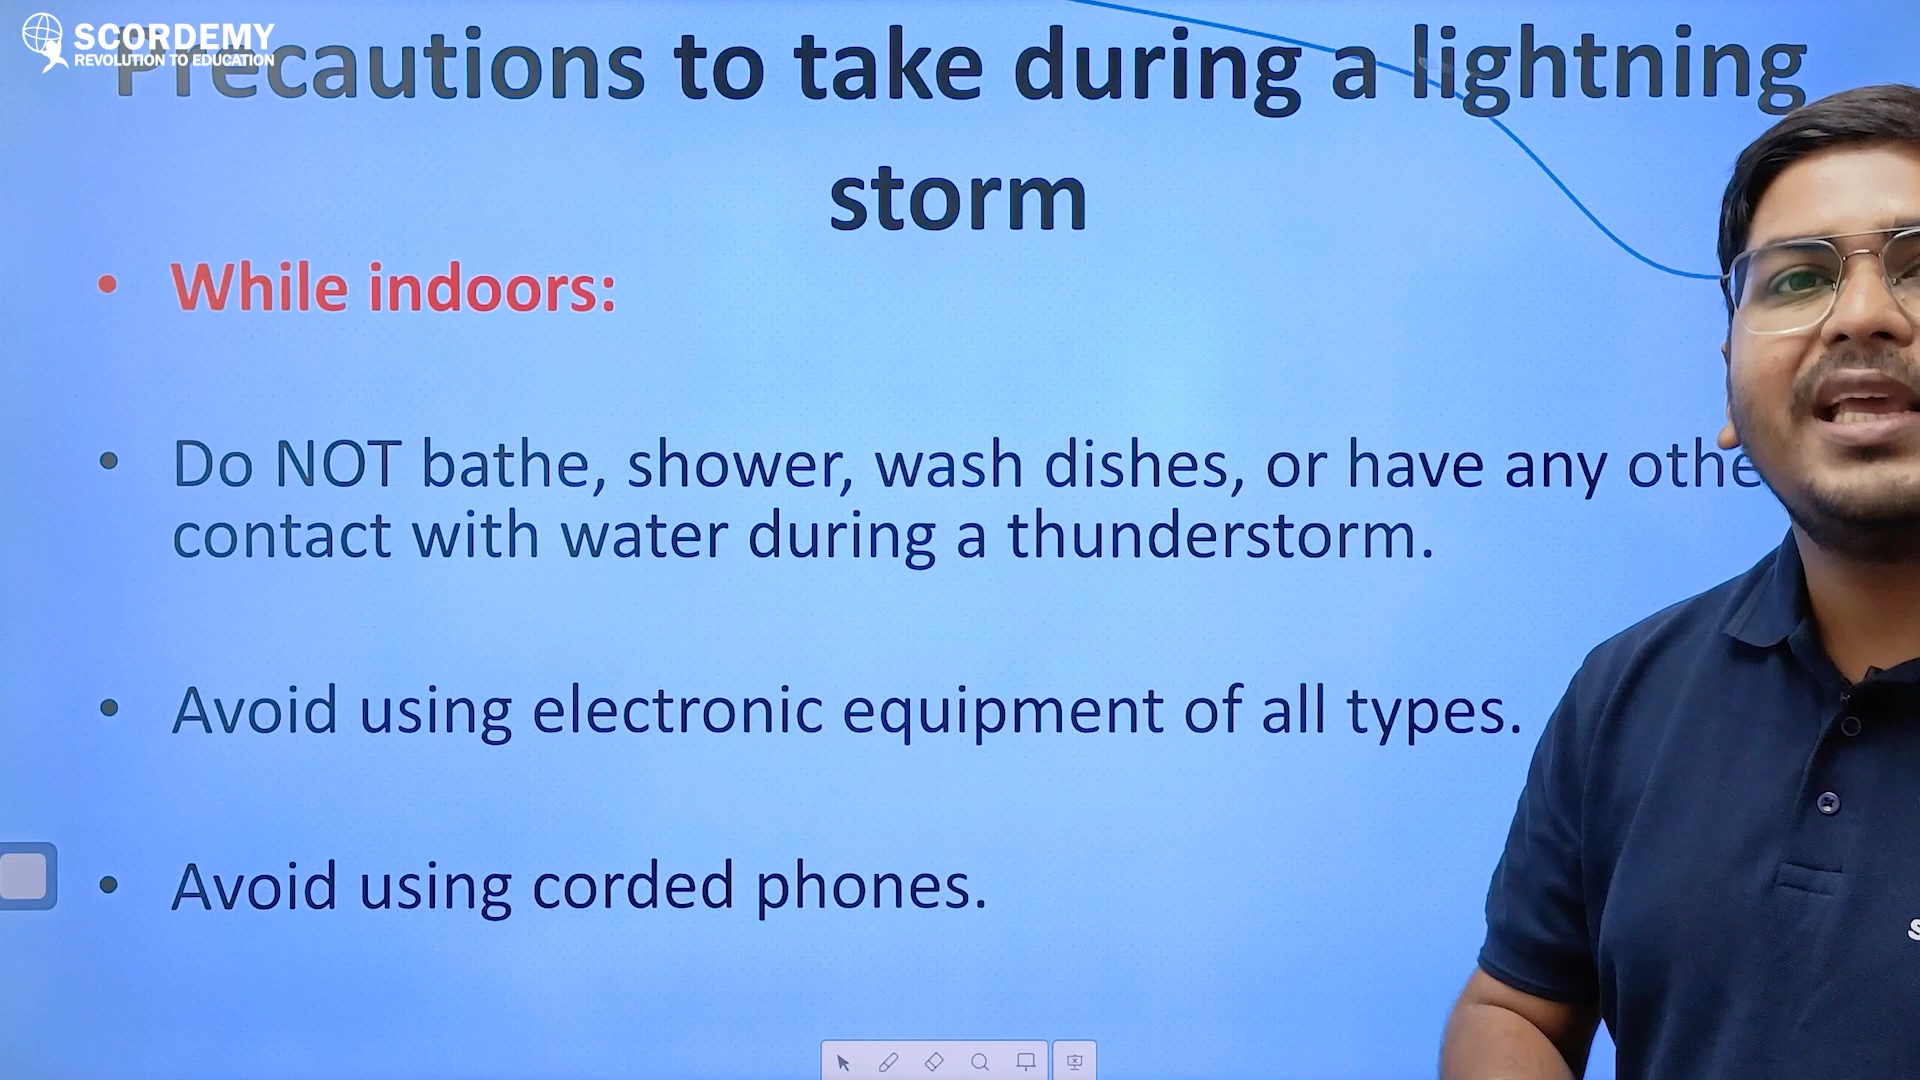 SCORDEMY
REVOLUTION TO EDUCATION
Precautions to take during a lightning
storm
• While indoors:
• Do NOT bathe, shower, wash dishes, or have any
contact with water during a thunderstorm.
• Avoid using electronic equipment of all types.
• Avoid using corded phones.